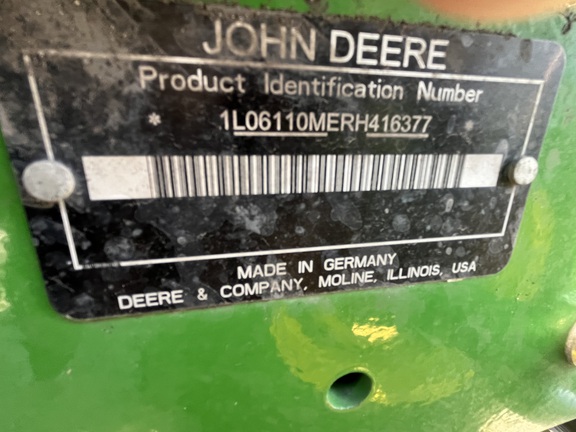 JOHN DEERE
Product Identification Number
* 1L06110MERH416377
MADE IN GERMANY
DEERE & COMPANY, MOLINE, ILLINOIS, USA